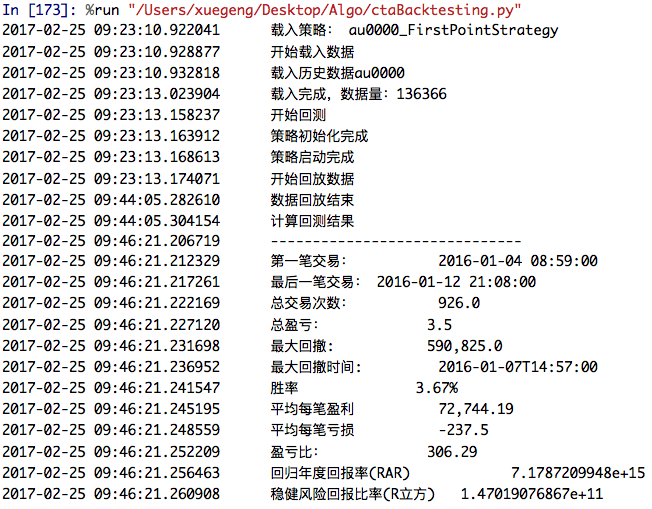 In [173]: %run "/Users/xuegeng/Desktop/Algo/ctaBacktesting.py"
2017-02-25 09:23:10.922041 载入策略： au0000_FirstPointStrategy
2017-02-25 09:23:10.928877 开始载入数据
2017-02-25 09:23:10.932818 载入历史数据au0000
2017-02-25 09:23:13.023904 载入完成，数据量：136366
2017-02-25 09:23:13.158237 开始回测
2017-02-25 09:23:13.163912 策略初始化完成
2017-02-25 09:23:13.168613 策略启动完成
2017-02-25 09:23:13.174071 开始回放数据
2017-02-25 09:44:05.282610 数据回放结束
2017-02-25 09:44:05.304154 计算回测结果
2017-02-25 09:46:21.206719 ------------------------------
2017-02-25 09:46:21.212329 第一笔交易： 2016-01-04 08:59:00
2017-02-25 09:46:21.217261 最后一笔交易： 2016-01-12 21:08:00
2017-02-25 09:46:21.222169 总交易次数： 926.0
2017-02-25 09:46:21.227120 总盈亏： 3.5
2017-02-25 09:46:21.231698 最大回撤: 590,825.0
2017-02-25 09:46:21.236952 最大回撤时间: 2016-01-07T14:57:00
2017-02-25 09:46:21.241547 胜率 3.67%
2017-02-25 09:46:21.245195 平均每笔盈利 72,744.19
2017-02-25 09:46:21.248559 平均每笔亏损 -237.5
2017-02-25 09:46:21.252209 盈亏比： 306.29
2017-02-25 09:46:21.256463 回归年度回报率(RAR) 7.1787209948e+15
2017-02-25 09:46:21.260908 稳健风险回报比率(R立方) 1.47019076867e+11